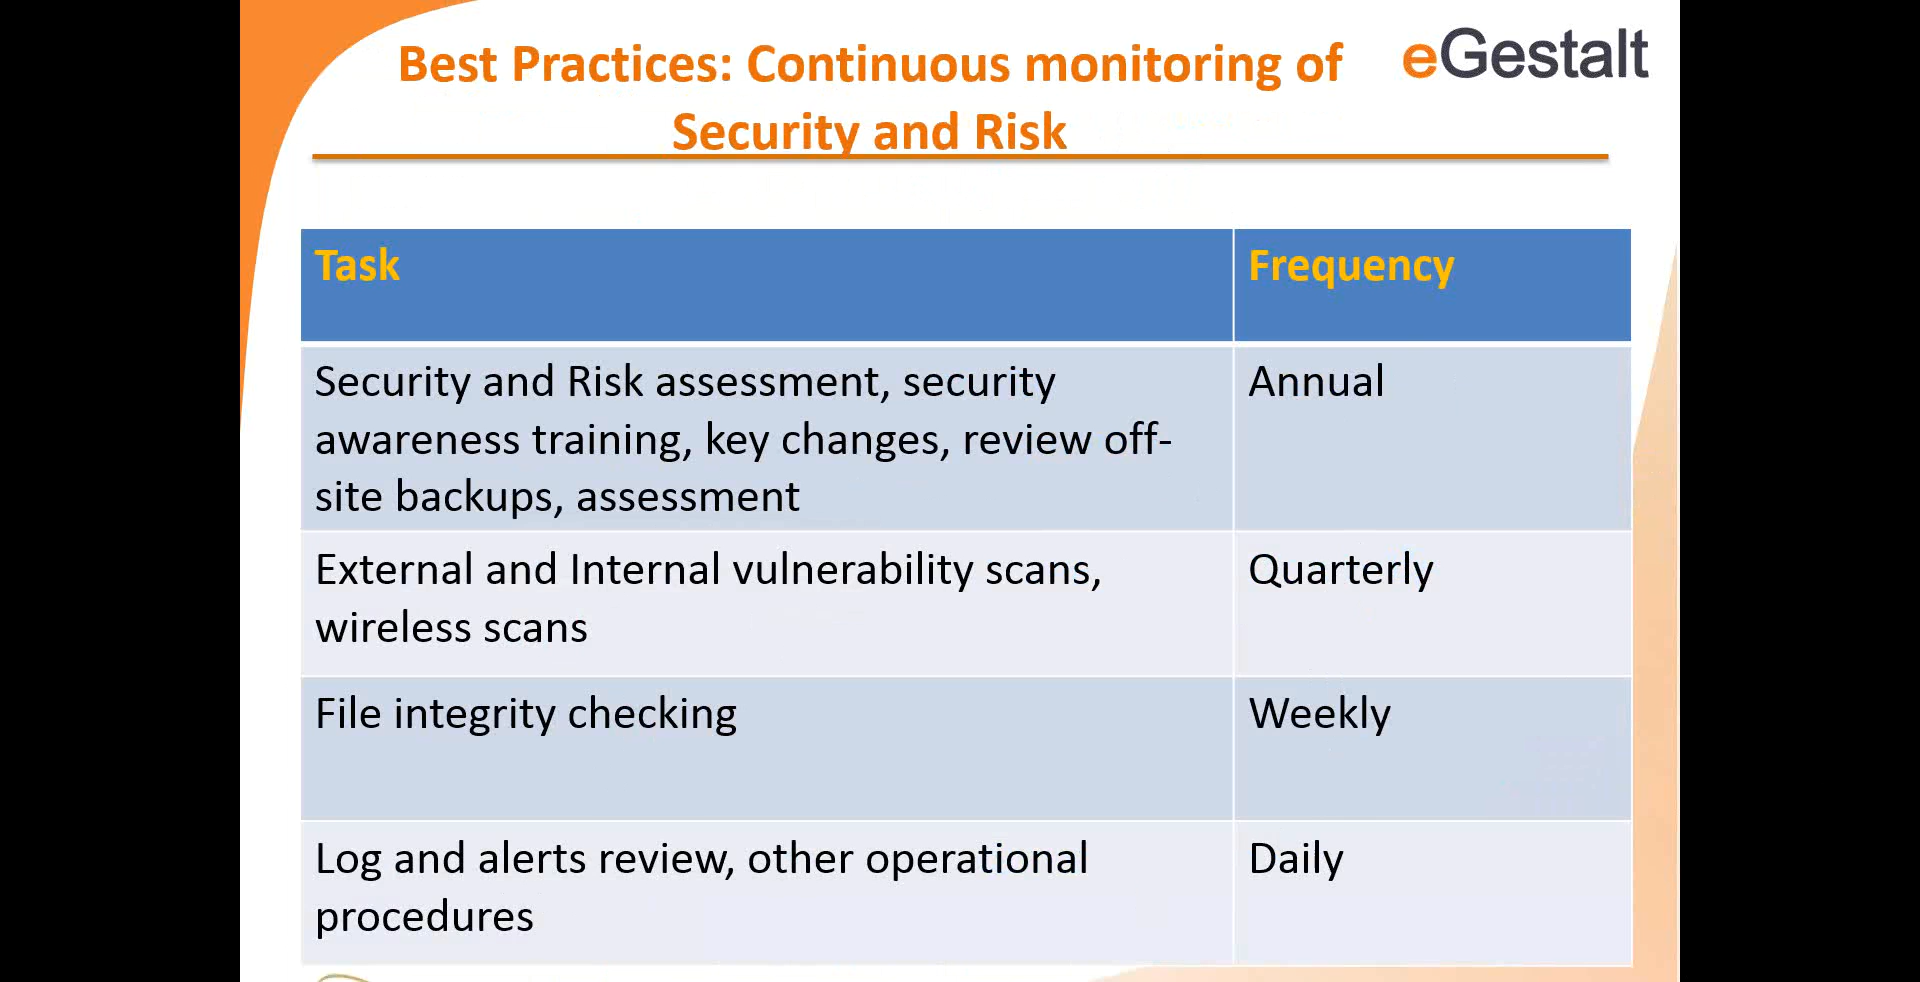 Best Practices: Continuous monitoring of
Security and Risk
eGestalt
Task
Frequency
Security and Risk assessment, security
awareness training, key changes, review off-
site backups, assessment
Annual
External and Internal vulnerability scans,
wireless scans
Quarterly
File integrity checking
Weekly
Log and alerts review, other operational
procedures
Daily